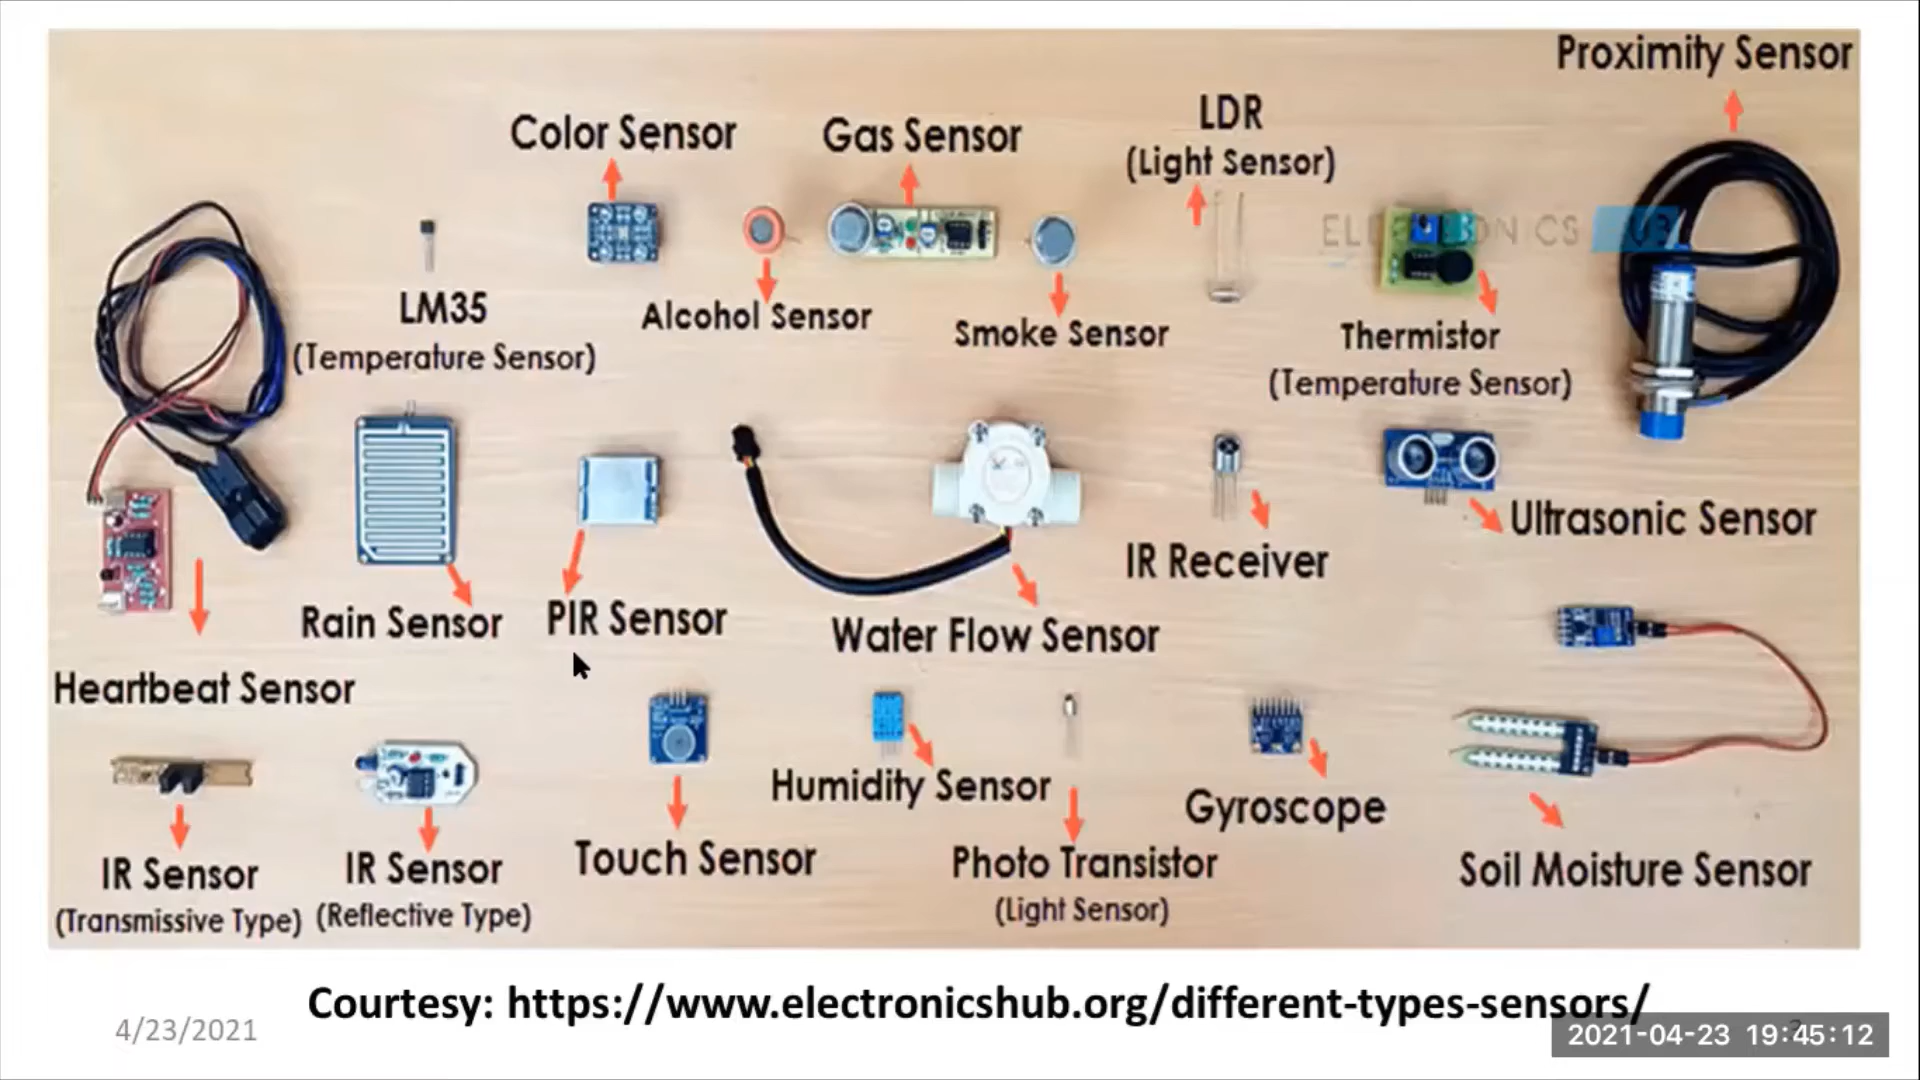 Proximity Sensor
LDR
(Light Sensor)
Color Sensor
Gas Sensor
Alcohol Sensor
Smoke Sensor
LM35
(Temperature Sensor)
Thermistor
(Temperature Sensor)
ELECTRONICS HUB
Ultrasonic Sensor
IR Receiver
Rain Sensor
PIR Sensor
Water Flow Sensor
Heartbeat Sensor
Humidity Sensor
Gyroscope
Touch Sensor
Photo Transistor
(Light Sensor)
Soil Moisture Sensor
IR Sensor
(Transmissive Type)
IR Sensor
(Reflective Type)
Courtesy: https://www.electronicshub.org/different-types-sensors/
4/23/2021
2021-04-23 19:45:12